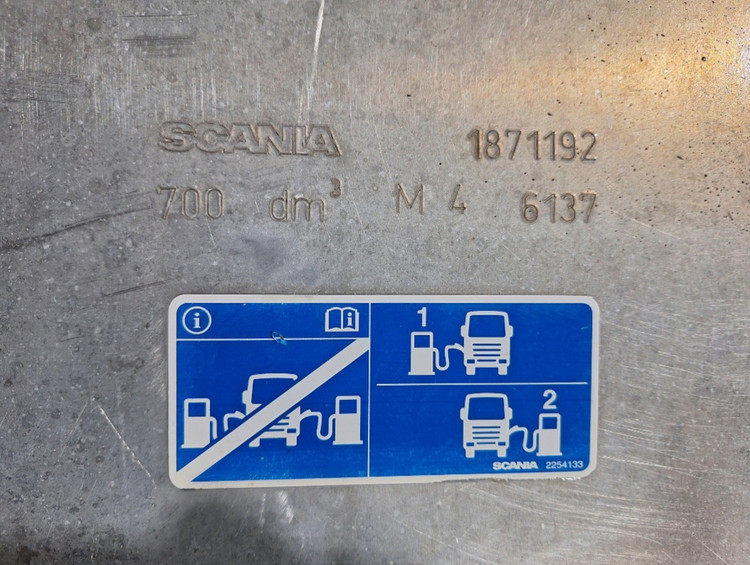 SCANIA 1871192
700 dm³ M 4 6137
i i
1
2
SCANIA 2254133